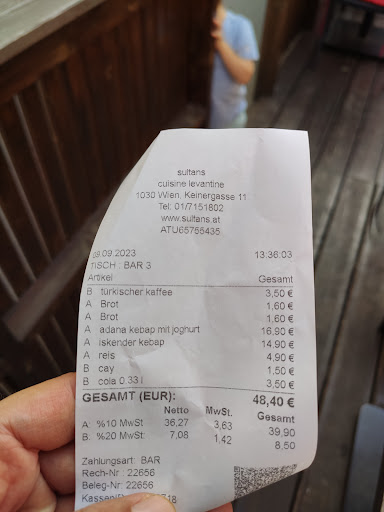 sultans
cuisine levantine
1030 Wien, Keinergasse 11
Tel: 01/7151802
www.sultans.at
ATU65755435
.09.2023 13:36:03
TISCH : BAR 3
Artikel Gesamt
B türkischer kaffee 3,50 €
A Brot 1,60 €
A Brot 1,60 €
A adana kebap mit joghurt 16,90 €
A iskender kebap 14,90 €
A reis 4,90 €
B cay 1,50 €
B cola 0.33 l 3,50 €
GESAMT (EUR): 48,40 €
Netto MwSt. Gesamt
A: %10 MwSt 36,27 3,63 39,90
B: %20 MwSt: 7,08 1,42 8,50
Zahlungsart: BAR
Rech-Nr : 22656
Beleg-Nr: 22656